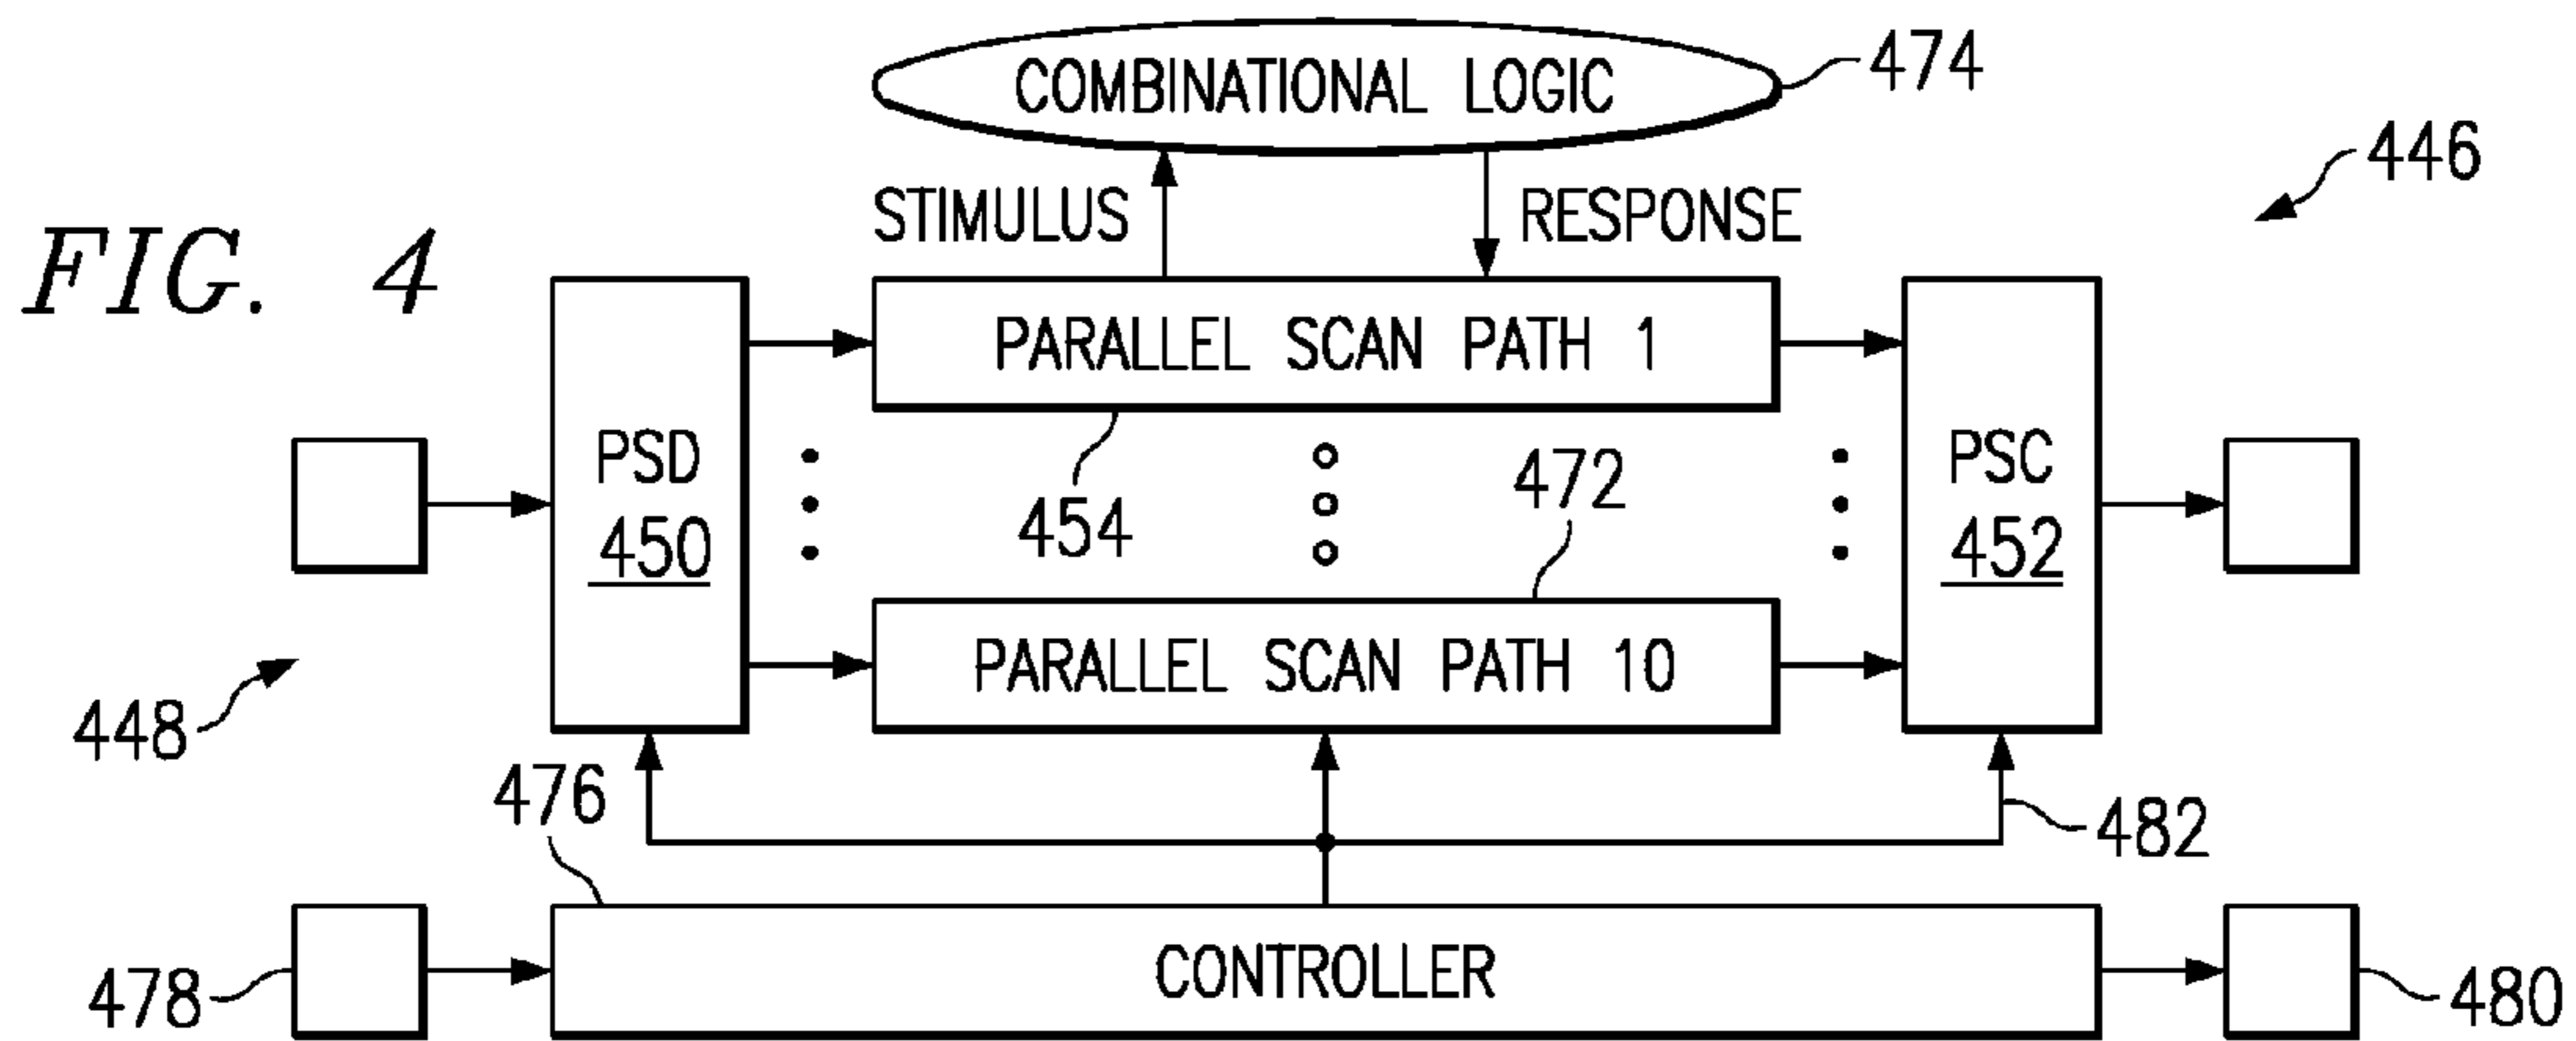 COMBINATIONAL LOGIC
474
446
STIMULUS
RESPONSE
FIG. 4
PARALLEL SCAN PATH 1
PSD
450
PSC
452
454
472
PARALLEL SCAN PATH 10
448
476
482
CONTROLLER
478
480